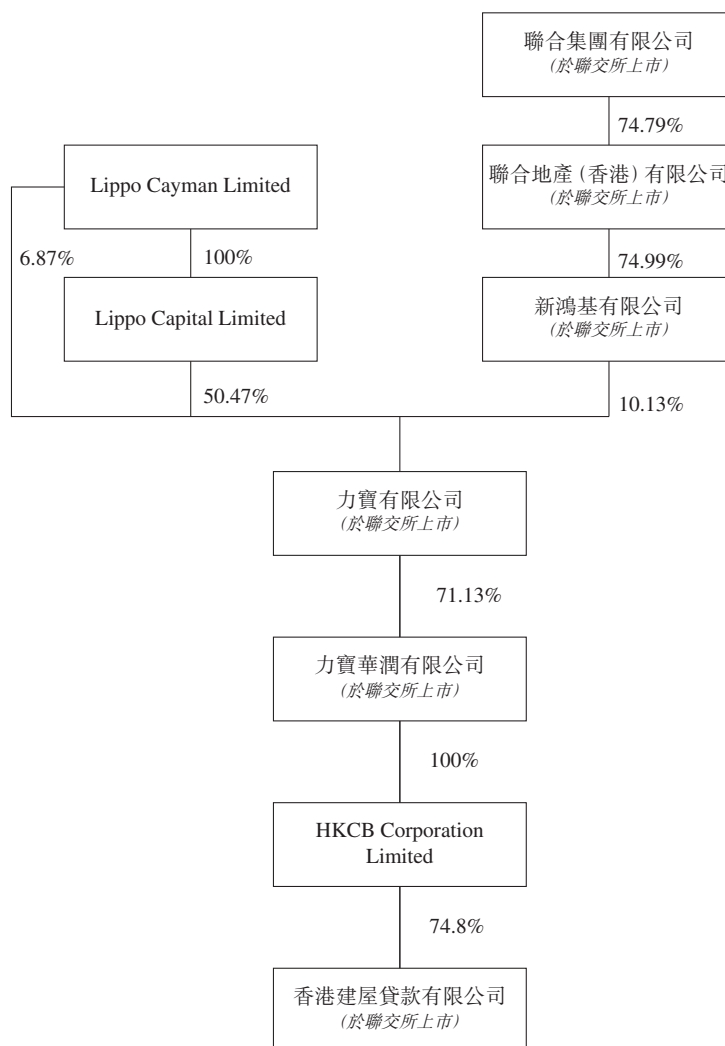 聯合集團有限公司
(於聯交所上市)
74.79%
Lippo Cayman Limited
聯合地產(香港)有限公司
(於聯交所上市)
6.87%
100%
74.99%
Lippo Capital Limited
新鴻基有限公司
(於聯交所上市)
50.47%
10.13%
力寶有限公司
(於聯交所上市)
71.13%
力寶華潤有限公司
(於聯交所上市)
100%
HKCB Corporation
Limited
74.8%
香港建屋貸款有限公司
(於聯交所上市)